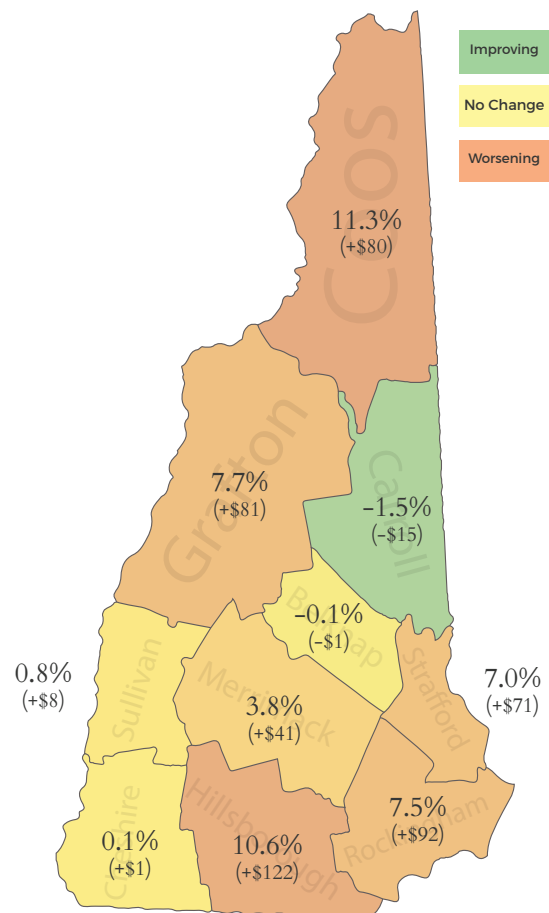 Improving
No Change
Worsening
Coos
11.3%
(+$80)
Grafton
7.7%
(+$81)
Carroll
-1.5%
(-$15)
Belknap
-0.1%
(-$1)
Sullivan
0.8%
(+$8)
Merrimack
3.8%
(+$41)
Strafford
7.0%
(+$71)
Cheshire
0.1%
(+$1)
Hillsborough
10.6%
(+$122)
Rockingham
7.5%
(+$92)